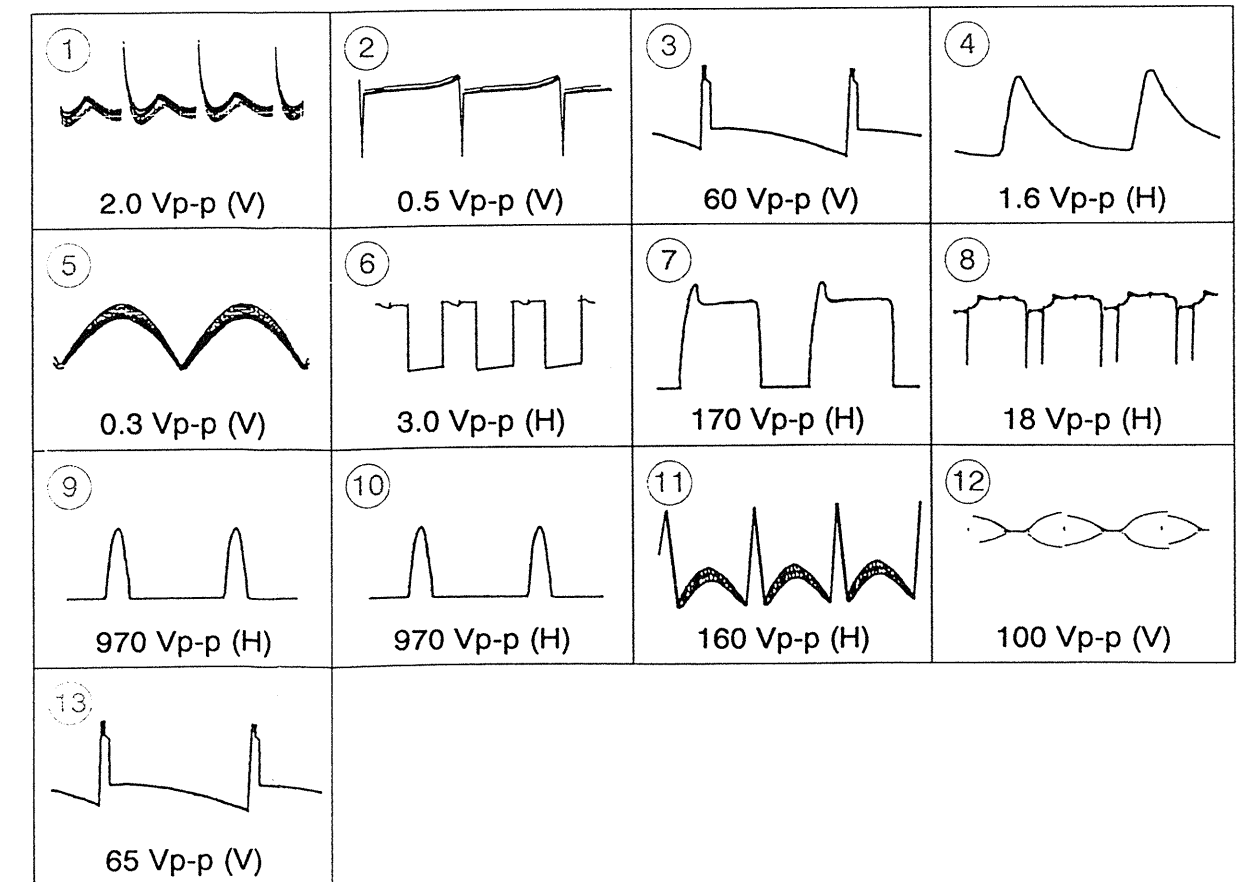 1
2
3
4
2.0 Vp-p (V)
0.5 Vp-p (V)
60 Vp-p (V)
1.6 Vp-p (H)
5
6
7
8
0.3 Vp-p (V)
3.0 Vp-p (H)
170 Vp-p (H)
18 Vp-p (H)
9
10
11
12
970 Vp-p (H)
970 Vp-p (H)
160 Vp-p (H)
100 Vp-p (V)
13
65 Vp-p (V)